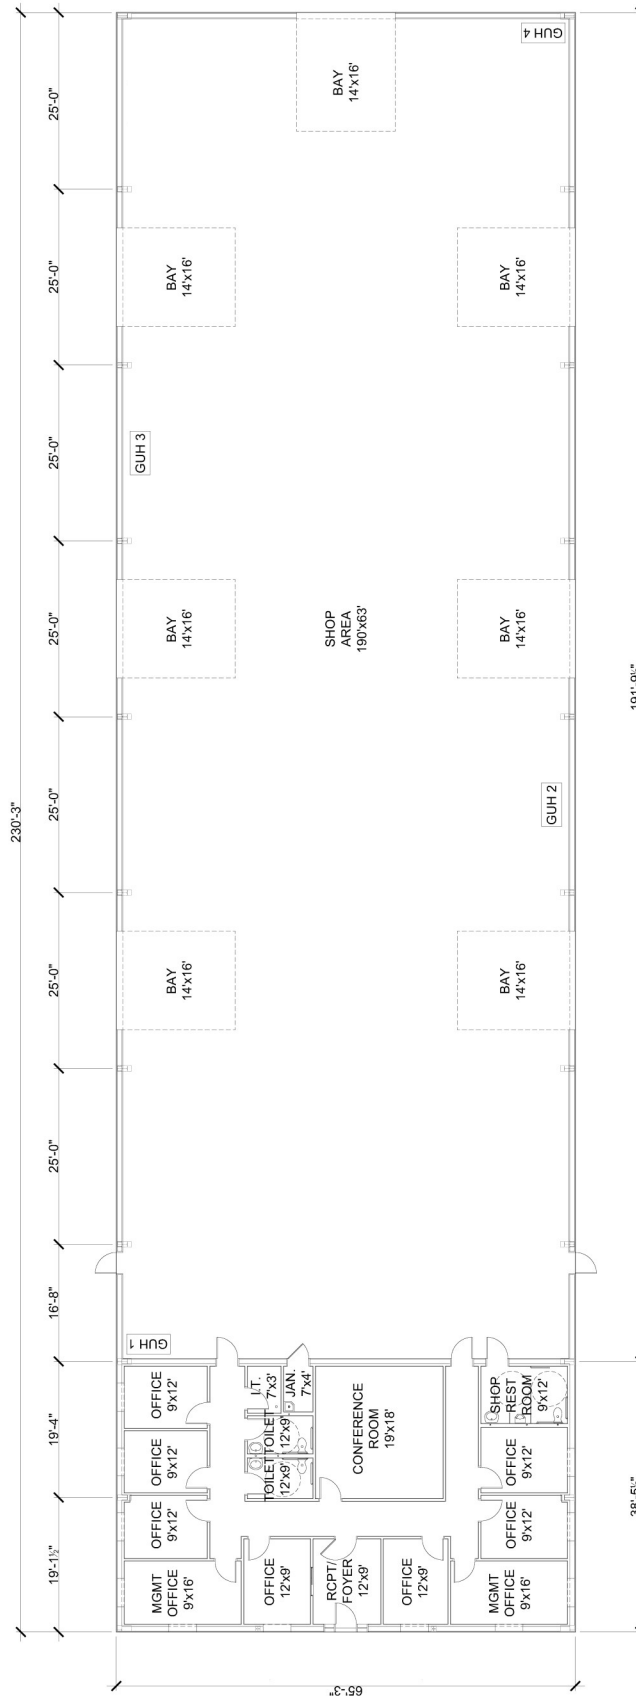 GUH 4
25'-0"
BAY
14'x16'
25'-0"
BAY
14'x16'
BAY
14'x16'
25'-0"
GUH 3
25'-0"
BAY
14'x16'
SHOP
AREA
190'x63'
BAY
14'x16'
230'-3"
25'-0"
GUH 2
25'-0"
BAY
14'x16'
BAY
14'x16'
25'-0"
16'-8"
GUH 1
19'-4"
OFFICE
9'x12'
I.T.
7'x3'
JAN.
7'x4'
SHOP
REST
ROOM
9'x12'
OFFICE
9'x12'
TOILET
12'x9'
TOILET
12'x9'
CONFERENCE
ROOM
19'x18'
OFFICE
9'x12'
19'-1½"
OFFICE
9'x12'
OFFICE
9'x12'
MGMT
OFFICE
9'x16'
OFFICE
12'x9'
RCPT/
FOYER
12'x9'
OFFICE
12'x9'
MGMT
OFFICE
9'x16'
65'-3"